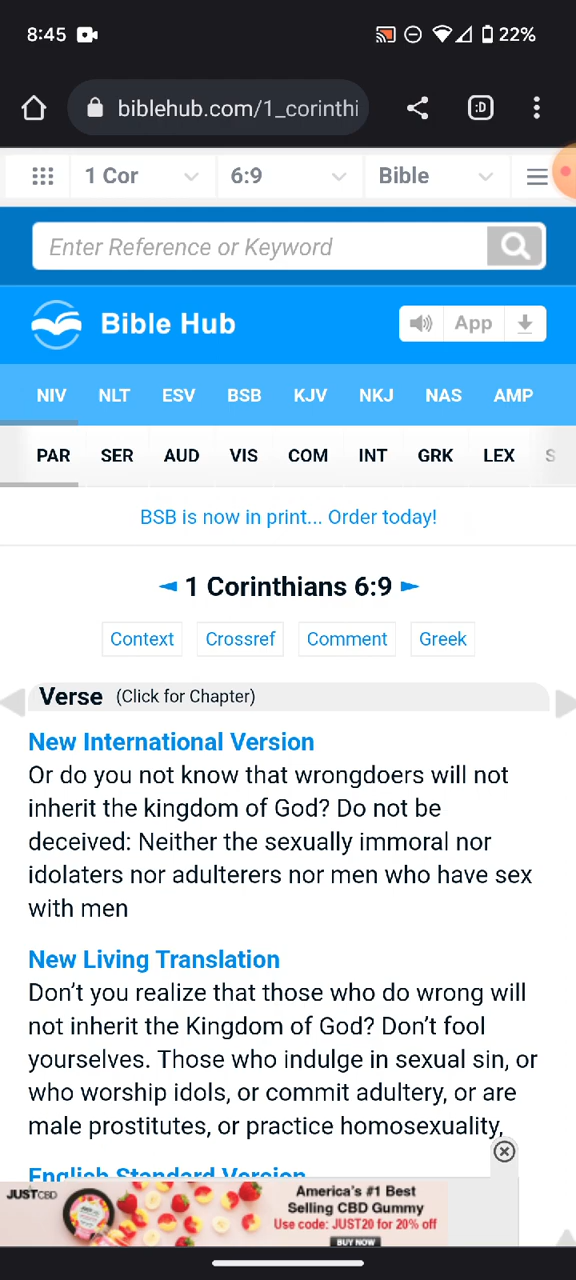 8:45 22%
biblehub.com/1_corinthi :D
1 Cor 6:9 Bible
Enter Reference or Keyword
Bible Hub App
NIV NLT ESV BSB KJV NKJ NAS AMP
PAR SER AUD VIS COM INT GRK LEX S
BSB is now in print... Order today!
◄ 1 Corinthians 6:9 ►
Context Crossref Comment Greek
Verse (Click for Chapter)
New International Version
Or do you not know that wrongdoers will not
inherit the kingdom of God? Do not be
deceived: Neither the sexually immoral nor
idolaters nor adulterers nor men who have sex
with men
New Living Translation
Don’t you realize that those who do wrong will
not inherit the Kingdom of God? Don’t fool
yourselves. Those who indulge in sexual sin, or
who worship idols, or commit adultery, or are
male prostitutes, or practice homosexuality,
English Standard Version
JUSTCBD
America's #1 Best
Selling CBD Gummy
Use code: JUST20 for 20% off
BUY NOW